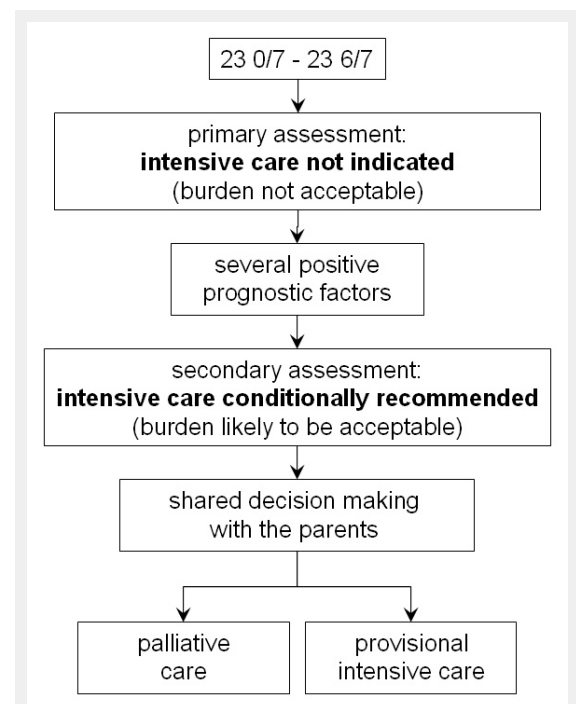 23 0/7 - 23 6/7
primary assessment:
intensive care not indicated
(burden not acceptable)
several positive
prognostic factors
secondary assessment:
intensive care conditionally recommended
(burden likely to be acceptable)
shared decision making
with the parents
palliative
care
provisional
intensive care